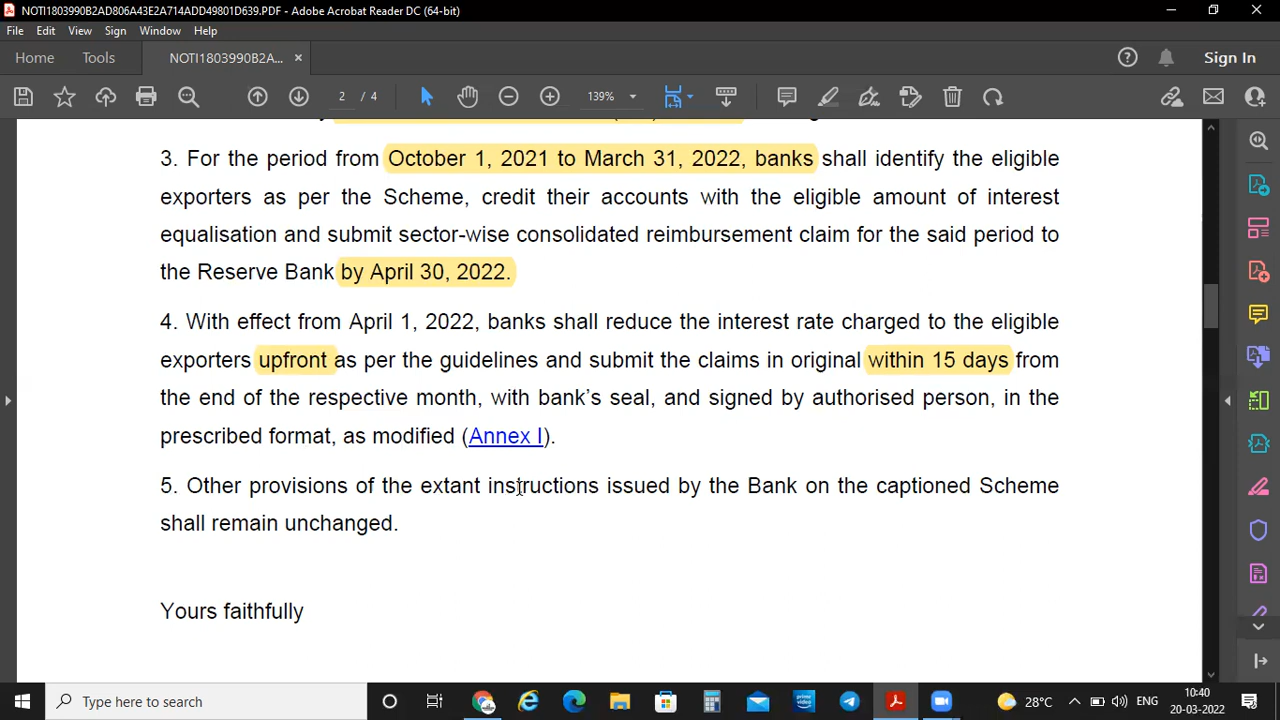 NOTI1803990B2AD806A43E2A714ADD49801D639.PDF - Adobe Acrobat Reader DC (64-bit)
File Edit View Sign Window Help
Home Tools NOTI1803990B2A... × Sign In
2 / 4 139%
3. For the period from October 1, 2021 to March 31, 2022, banks shall identify the eligible
exporters as per the Scheme, credit their accounts with the eligible amount of interest
equalisation and submit sector-wise consolidated reimbursement claim for the said period to
the Reserve Bank by April 30, 2022.
4. With effect from April 1, 2022, banks shall reduce the interest rate charged to the eligible
exporters upfront as per the guidelines and submit the claims in original within 15 days from
the end of the respective month, with bank’s seal, and signed by authorised person, in the
prescribed format, as modified (Annex I).
5. Other provisions of the extant instructions issued by the Bank on the captioned Scheme
shall remain unchanged.
Yours faithfully
Type here to search
prime video
28°C
ENG
10:40
20-03-2022